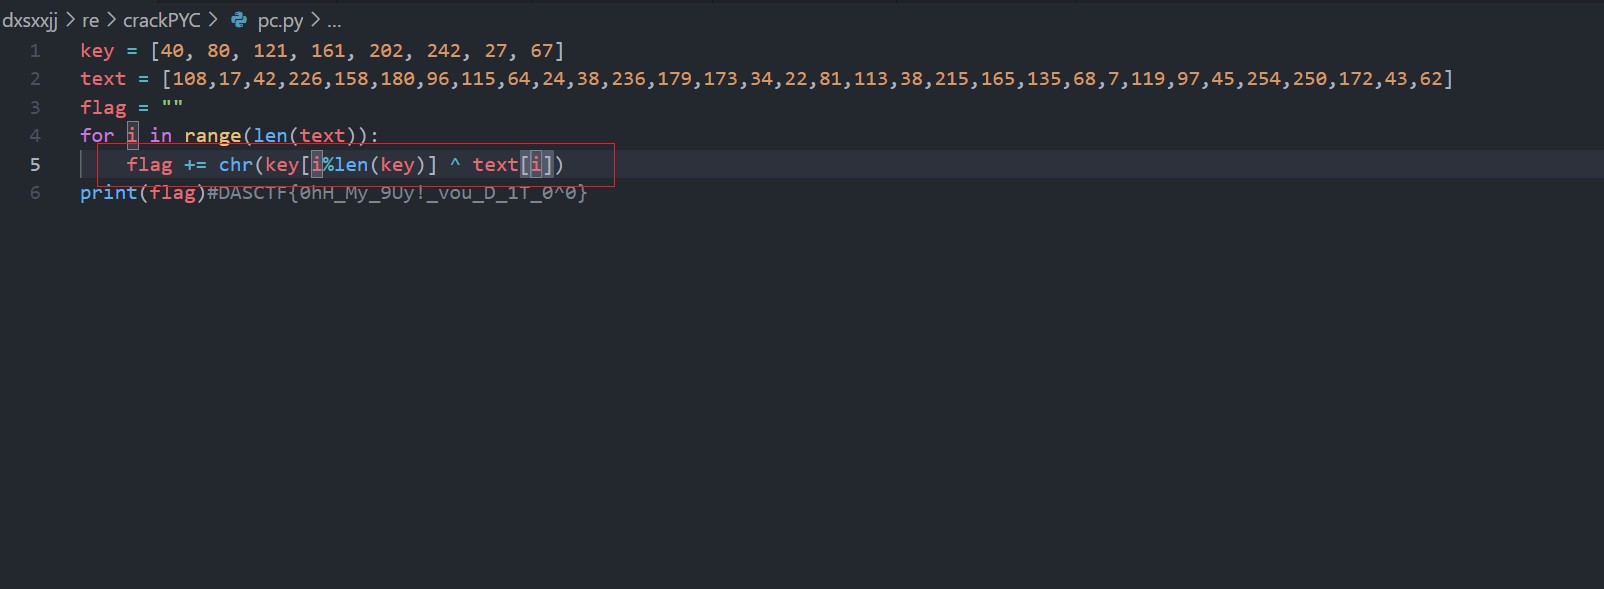 dxsxxjj > re > crackPYC > pc.py > ...
1 key = [40, 80, 121, 161, 202, 242, 27, 67]
2 text = [108,17,42,226,158,180,96,115,64,24,38,236,179,173,34,22,81,113,38,215,165,135,68,7,119,97,45,254,250,172,43,62]
3 flag = ""
4 for i in range(len(text)):
5     flag += chr(key[i%len(key)] ^ text[i])
6 print(flag)#DASCTF{0hH_My_9Uy!_vou_D_1T_0^0}